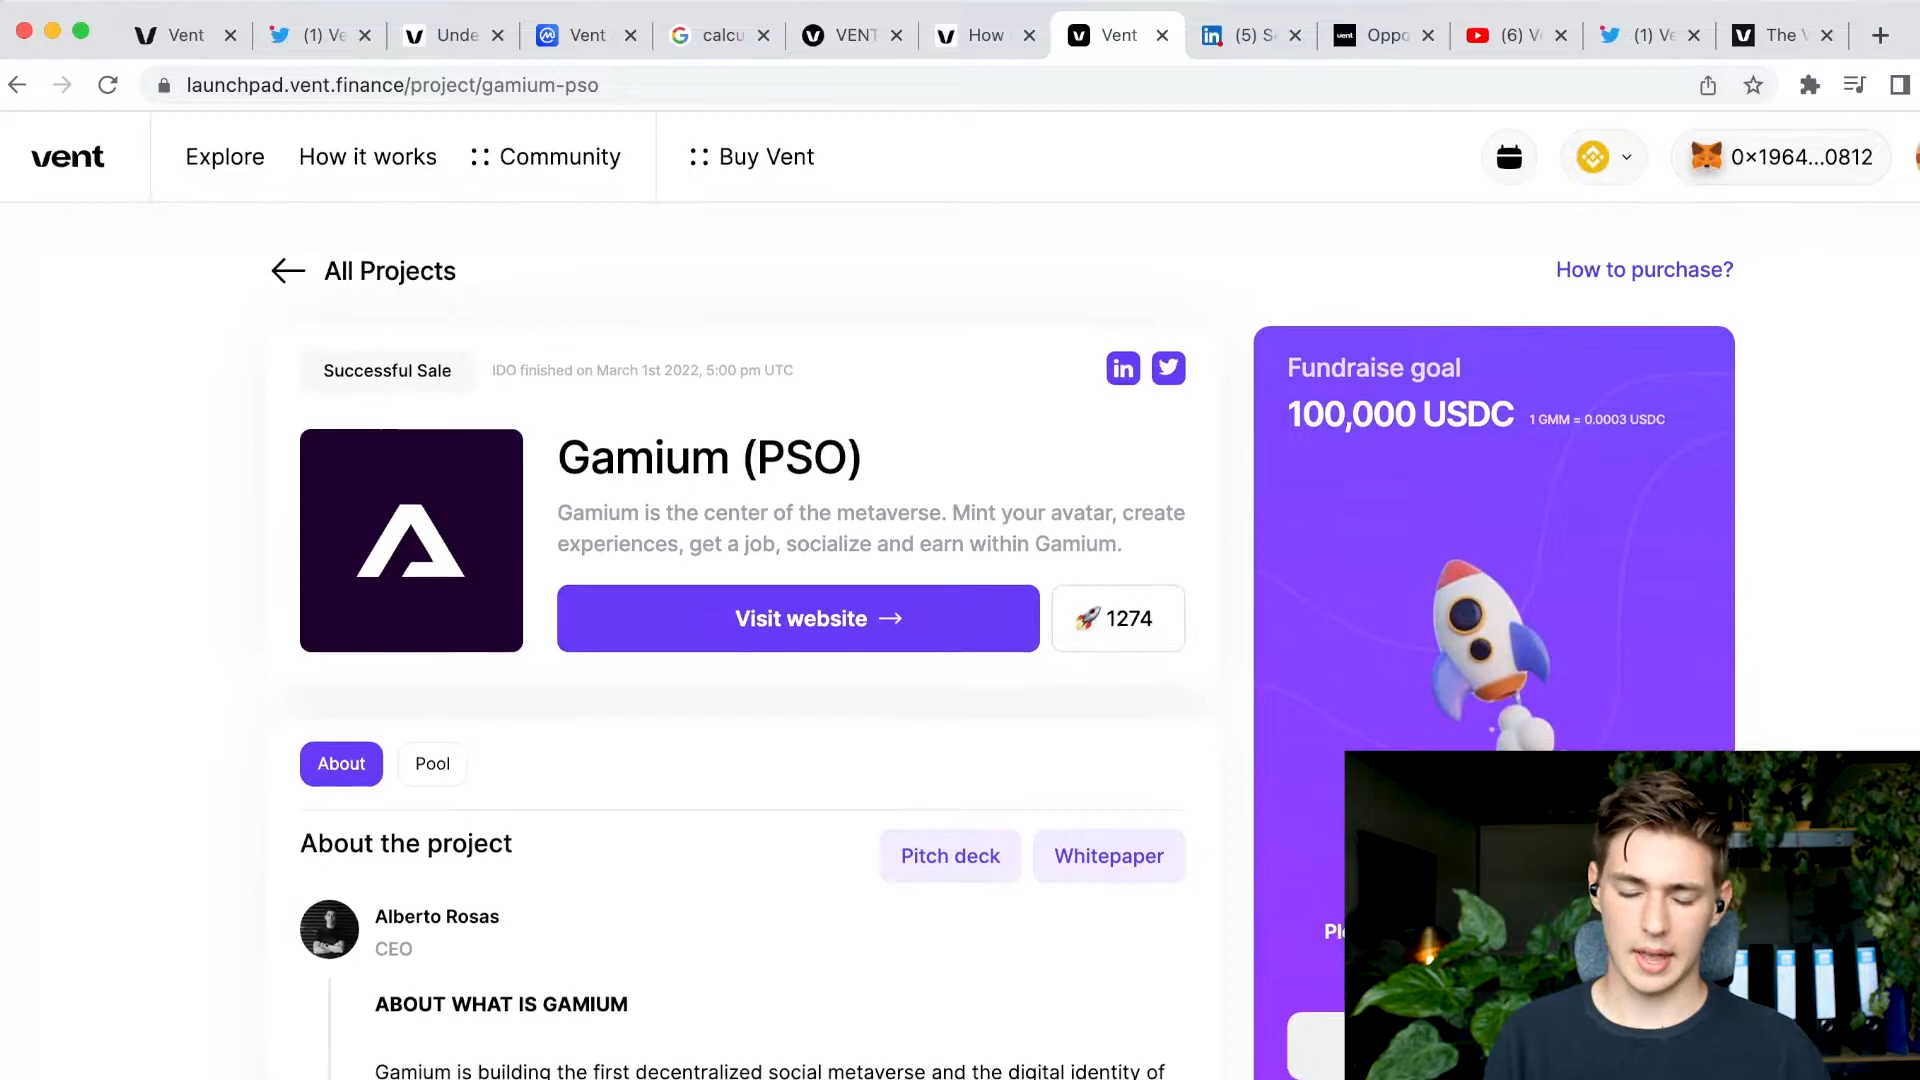 Vent
(1) Ve
Unde
Vent
calcu
VENT
How
Vent
(5) S
Oppo
(6) V
(1) Ve
The V
launchpad.vent.finance/project/gamium-pso
vent
Explore
How it works
Community
Buy Vent
0×1964...0812
All Projects
How to purchase?
Successful Sale
IDO finished on March 1st 2022, 5:00 pm UTC
Gamium (PSO)
Gamium is the center of the metaverse. Mint your avatar, create
experiences, get a job, socialize and earn within Gamium.
Visit website →
1274
Fundraise goal
100,000 USDC 1 GMM = 0.0003 USDC
About
Pool
About the project
Pitch deck
Whitepaper
Alberto Rosas
CEO
ABOUT WHAT IS GAMIUM
Gamium is building the first decentralized social metaverse and the digital identity of